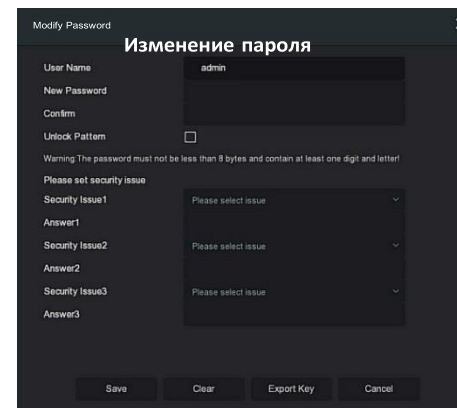 Modify Password
Изменение пароля
User Name admin
New Password
Confirm
Unlock Pattern
Warning:The password must not be less than 8 bytes and contain at least one digit and letter!
Please set security issue
Security Issue1 Please select issue
Answer1
Security Issue2 Please select issue
Answer2
Security Issue3 Please select issue
Answer3
Save Clear Export Key Cancel